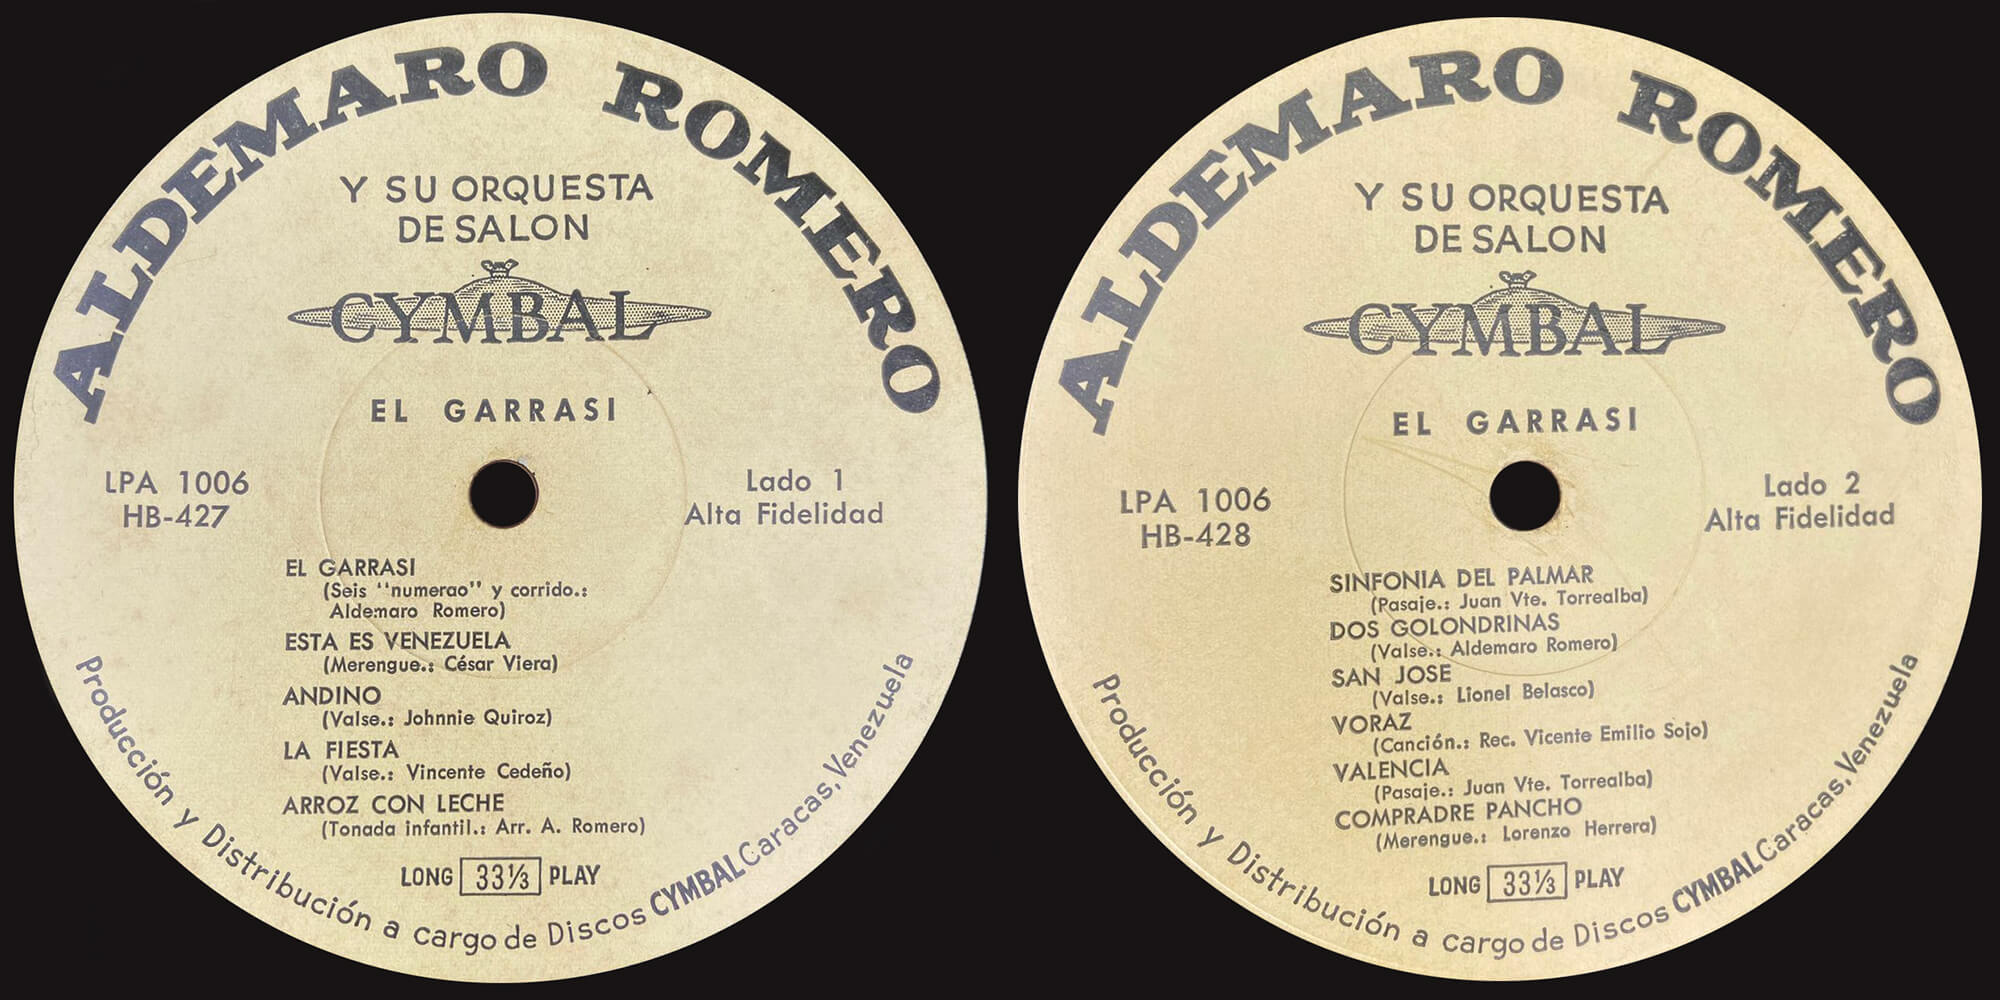 ALDEMARO ROMERO
Y SU ORQUESTA
DE SALON
CYMBAL
EL GARRASI
LPA 1006
HB-427
Lado 1
Alta Fidelidad
EL GARRASI
(Seis "numerao" y corrido.:
Aldemaro Romero)
ESTA ES VENEZUELA
(Merengue.: César Viera)
ANDINO
(Valse.: Johnnie Quiroz)
LA FIESTA
(Valse.: Vincente Cedeño)
ARROZ CON LECHE
(Tonada infantil.: Arr. A. Romero)
LONG 33⅓ PLAY
Producción y Distribución a cargo de Discos CYMBAL Caracas, Venezuela
ALDEMARO ROMERO
Y SU ORQUESTA
DE SALON
CYMBAL
EL GARRASI
LPA 1006
HB-428
Lado 2
Alta Fidelidad
SINFONIA DEL PALMAR
(Pasaje.: Juan Vte. Torrealba)
DOS GOLONDRINAS
(Valse.: Aldemaro Romero)
SAN JOSE
(Valse.: Lionel Belasco)
VORAZ
(Canción.: Rec. Vicente Emilio Sojo)
VALENCIA
(Pasaje.: Juan Vte. Torrealba)
COMPRADRE PANCHO
(Merengue.: Lorenzo Herrera)
LONG 33⅓ PLAY
Producción y Distribución a cargo de Discos CYMBAL Caracas, Venezuela